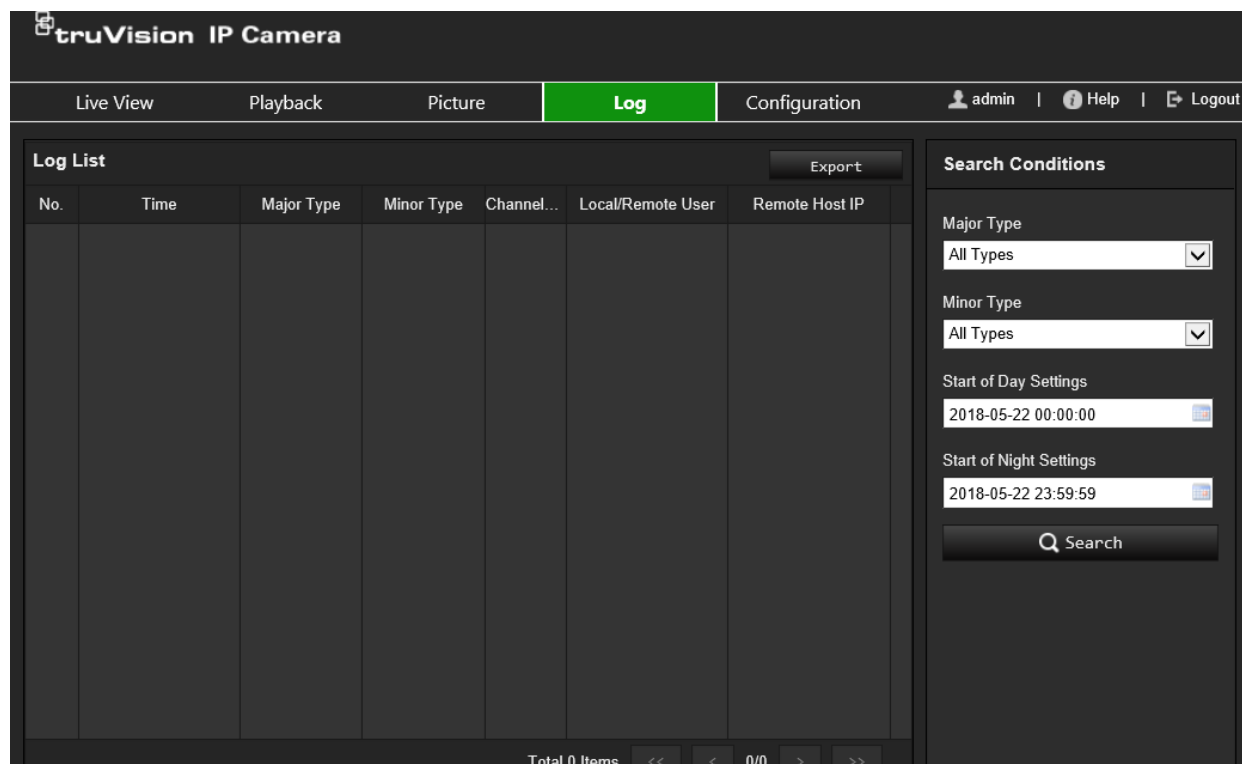 truVision IP Camera
Live View Playback Picture Log Configuration admin | Help | Logout
Log List Export
No. Time Major Type Minor Type Channel... Local/Remote User Remote Host IP
Total 0 Items << < 0/0 > >>
Search Conditions
Major Type
All Types
Minor Type
All Types
Start of Day Settings
2018-05-22 00:00:00
Start of Night Settings
2018-05-22 23:59:59
Search